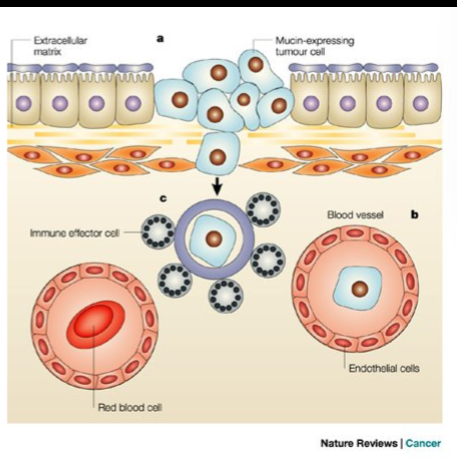 Extracellular
matrix
a
Mucin-expressing
tumour cell
c
Immune effector cell
Blood vessel
b
Endothelial cells
Red blood cell
Nature Reviews | Cancer